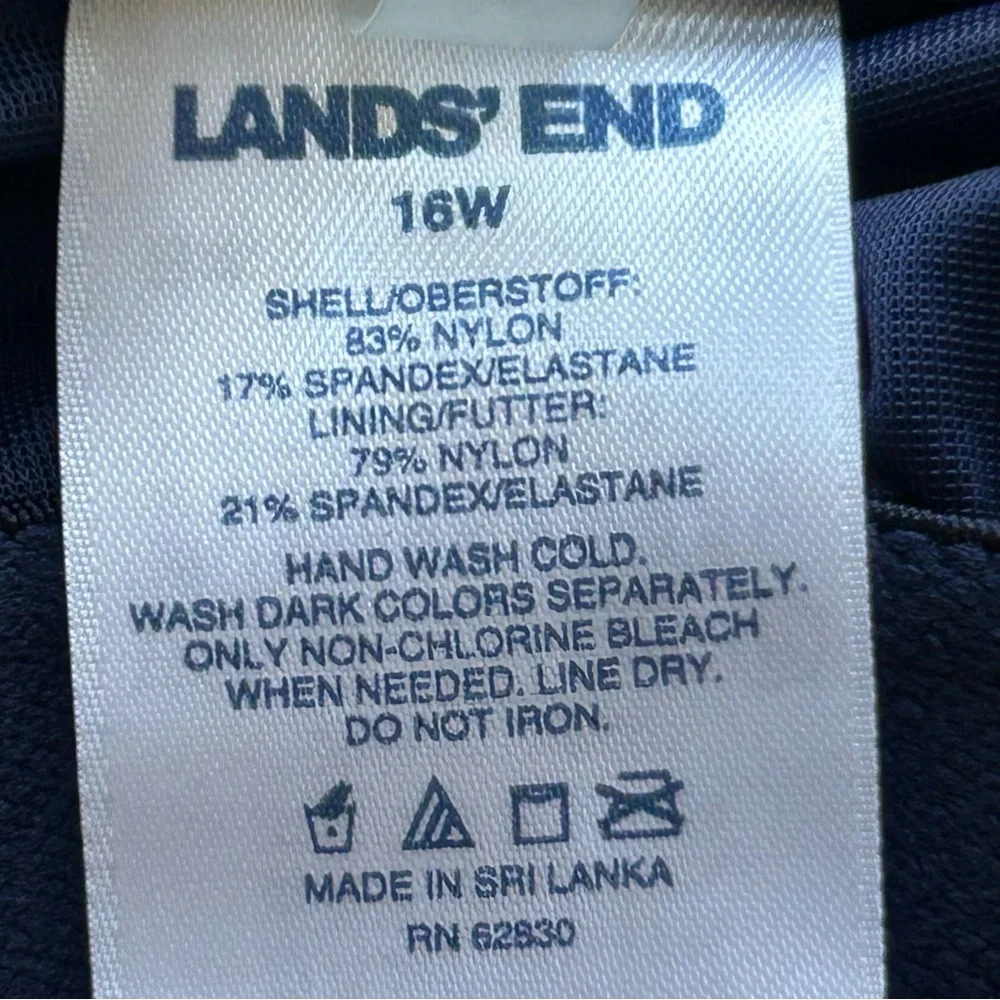 LANDS' END
16W
SHELL/OBERSTOFF:
83% NYLON
17% SPANDEX/ELASTANE
LINING/FUTTER:
79% NYLON
21% SPANDEX/ELASTANE
HAND WASH COLD.
WASH DARK COLORS SEPARATELY.
ONLY NON-CHLORINE BLEACH
WHEN NEEDED. LINE DRY.
DO NOT IRON.
MADE IN SRI LANKA
RN 62830